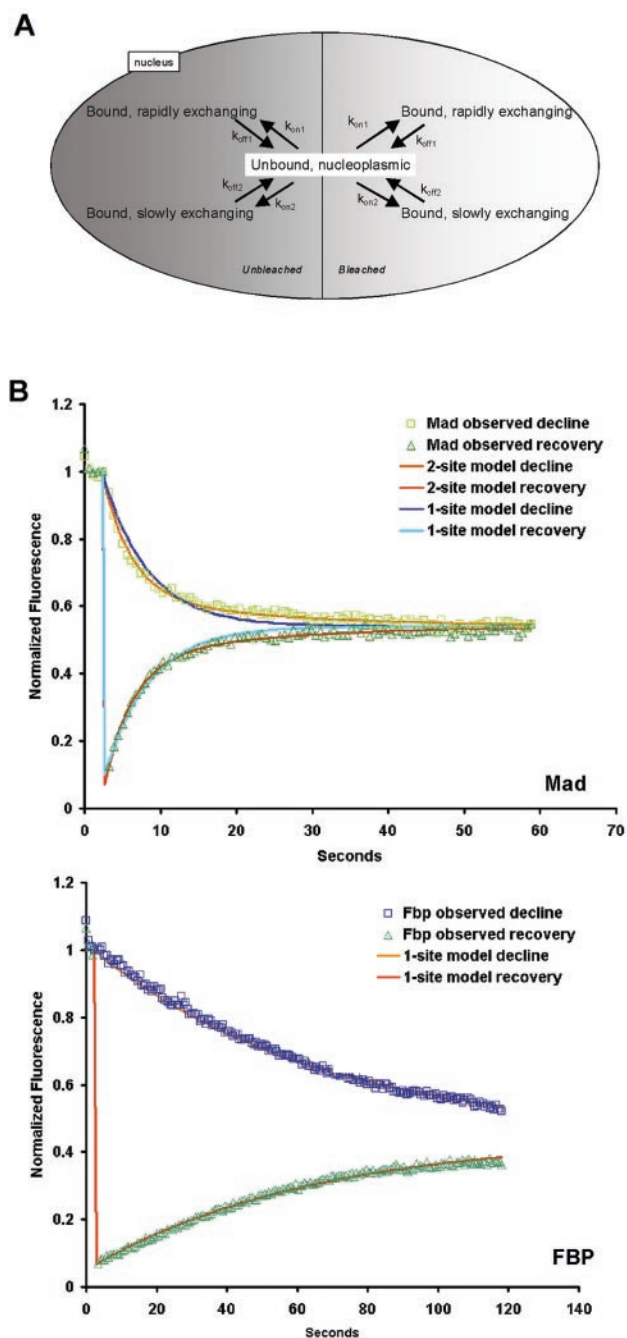 A
nucleus
Bound, rapidly exchanging
Bound, rapidly exchanging
koff1
kon1
kon1
koff1
Unbound, nucleoplasmic
koff2
kon2
kon2
koff2
Bound, slowly exchanging
Bound, slowly exchanging
Unbleached
Bleached
B
1.2
1
0.8
0.6
0.4
0.2
0
Normalized Fluorescence
Mad observed decline
Mad observed recovery
2-site model decline
2-site model recovery
1-site model decline
1-site model recovery
Mad
0 10 20 30 40 50 60 70
Seconds
1.2
1
0.8
0.6
0.4
0.2
0
Normalized Fluorescence
Fbp observed decline
Fbp observed recovery
1-site model decline
1-site model recovery
FBP
0 20 40 60 80 100 120 140
Seconds